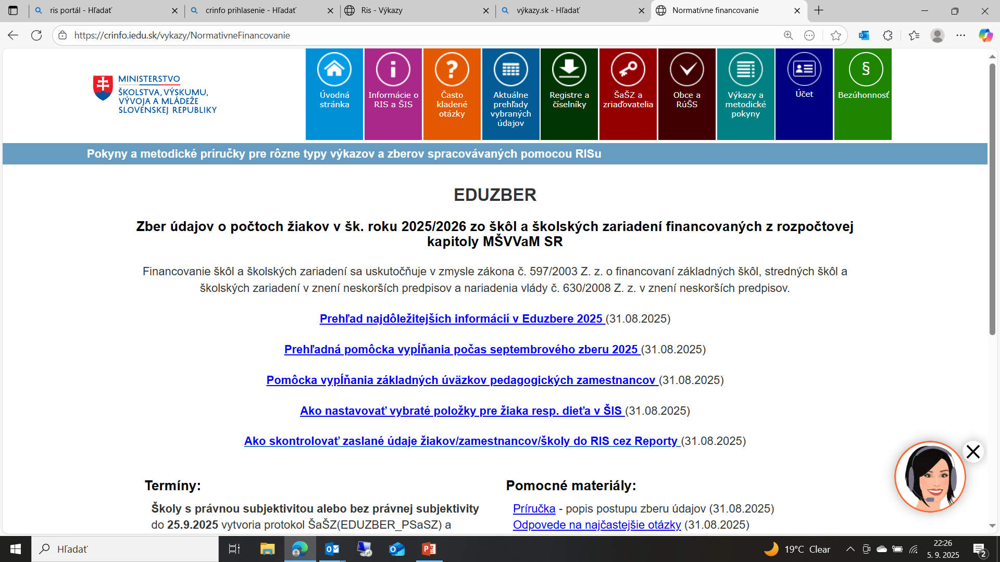 ris portál - Hľadať
crinfo prihlasenie - Hľadať
Ris - Výkazy
výkazy.sk - Hľadať
Normatívne financovanie
https://crinfo.iedu.sk/vykazy/NormativneFinancovanie
MINISTERSTVO
ŠKOLSTVA, VÝSKUMU,
VÝVOJA A MLÁDEŽE
SLOVENSKEJ REPUBLIKY
Úvodná
stránka
Informácie o
RIS a ŠIS
Často
kladené
otázky
Aktuálne
prehľady
vybraných
údajov
Registre a
číselníky
ŠaŠZ a
zriaďovatelia
Obce a
RúŠS
Výkazy a
metodické
pokyny
Účet
§
Bezúhonnosť
Pokyny a metodické príručky pre rôzne typy výkazov a zberov spracovávaných pomocou RISu
EDUZBER
Zber údajov o počtoch žiakov v šk. roku 2025/2026 zo škôl a školských zariadení financovaných z rozpočtovej
kapitoly MŠVVaM SR
Financovanie škôl a školských zariadení sa uskutočňuje v zmysle zákona č. 597/2003 Z. z. o financovaní základných škôl, stredných škôl a
školských zariadení v znení neskorších predpisov a nariadenia vlády č. 630/2008 Z. z. v znení neskorších predpisov.
Prehľad najdôležitejších informácií v Eduzbere 2025 (31.08.2025)
Prehľadná pomôcka vypĺňania počas septembrového zberu 2025 (31.08.2025)
Pomôcka vypĺňania základných úväzkov pedagogických zamestnancov (31.08.2025)
Ako nastavovať vybraté položky pre žiaka resp. dieťa v ŠIS (31.08.2025)
Ako skontrolovať zaslané údaje žiakov/zamestnancov/školy do RIS cez Reporty (31.08.2025)
Termíny:
Školy s právnou subjektivitou alebo bez právnej subjektivity
do 25.9.2025 vytvoria protokol ŠaŠZ(EDUZBER_PSaSZ) a
Pomocné materiály:
Príručka - popis postupu zberu údajov (31.08.2025)
Odpovede na najčastejšie otázky (31.08.2025)
Hľadať
19°C Clear
22:26
5. 9. 2025
2